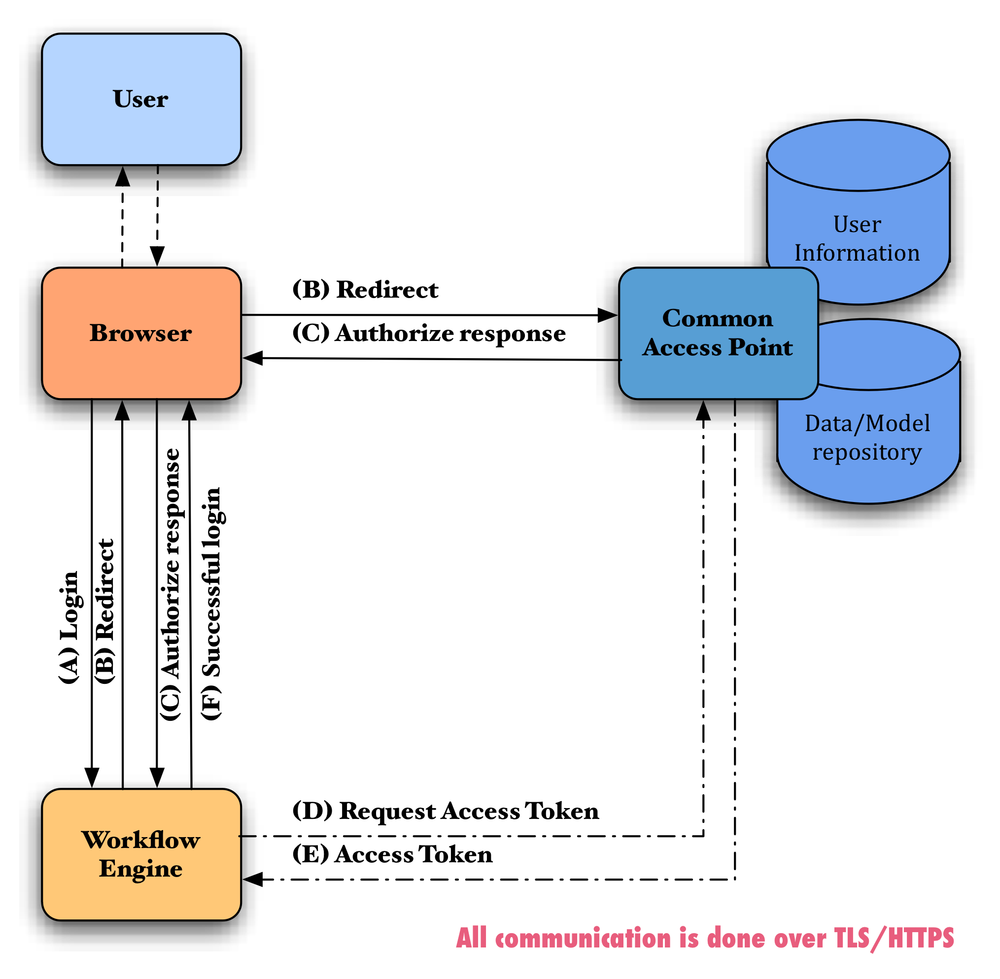 User
User
Information
Browser
(B) Redirect
(C) Authorize response
Common
Access Point
Data/Model
repository
(A) Login
(B) Redirect
(C) Authorize response
(F) Successful login
Workflow
Engine
(D) Request Access Token
(E) Access Token
All communication is done over TLS/HTTPS